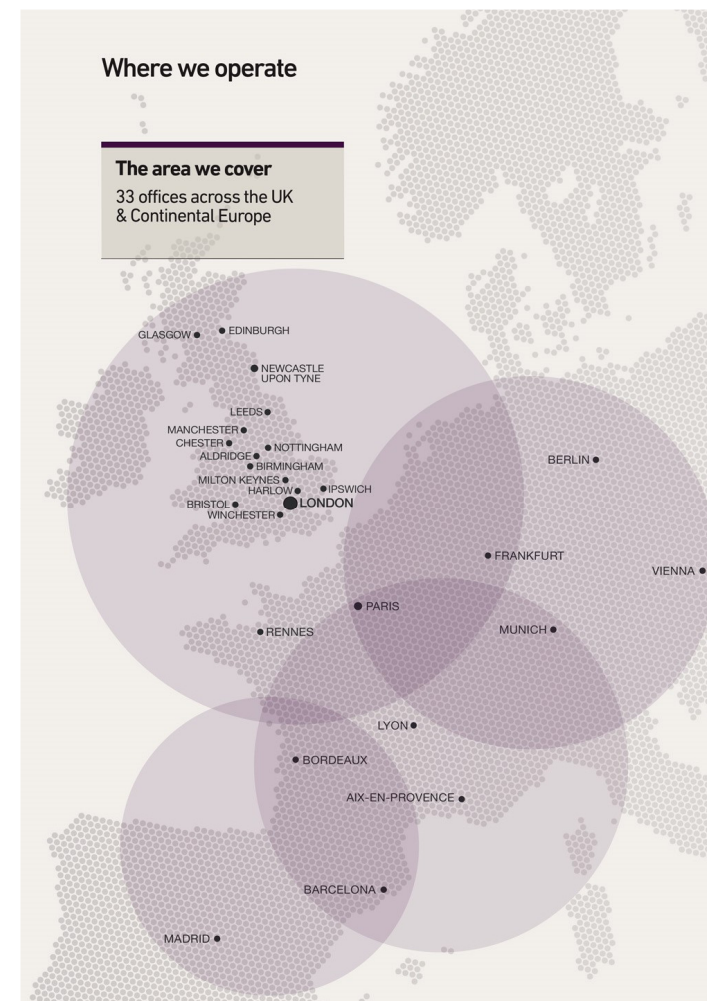 Where we operate
The area we cover
33 offices across the UK
& Continental Europe
GLASGOW
EDINBURGH
NEWCASTLE
UPON TYNE
LEEDS
MANCHESTER
CHESTER
NOTTINGHAM
ALDRIDGE
BIRMINGHAM
MILTON KEYNES
HARLOW
IPSWICH
BRISTOL
LONDON
WINCHESTER
BERLIN
FRANKFURT
VIENNA
PARIS
RENNES
MUNICH
LYON
BORDEAUX
AIX-EN-PROVENCE
BARCELONA
MADRID